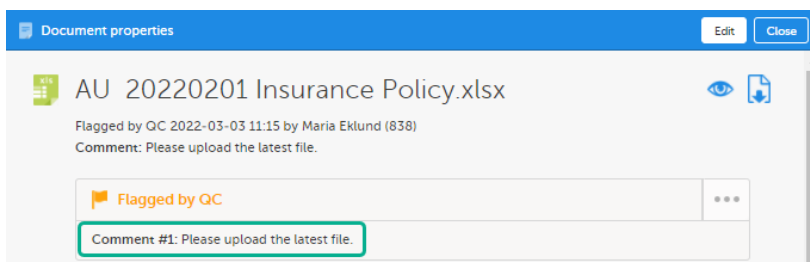 Document properties
Edit
Close
xls
AU 20220201 Insurance Policy.xlsx
Flagged by QC 2022-03-03 11:15 by Maria Eklund (838)
Comment: Please upload the latest file.
Flagged by QC
Comment #1: Please upload the latest file.